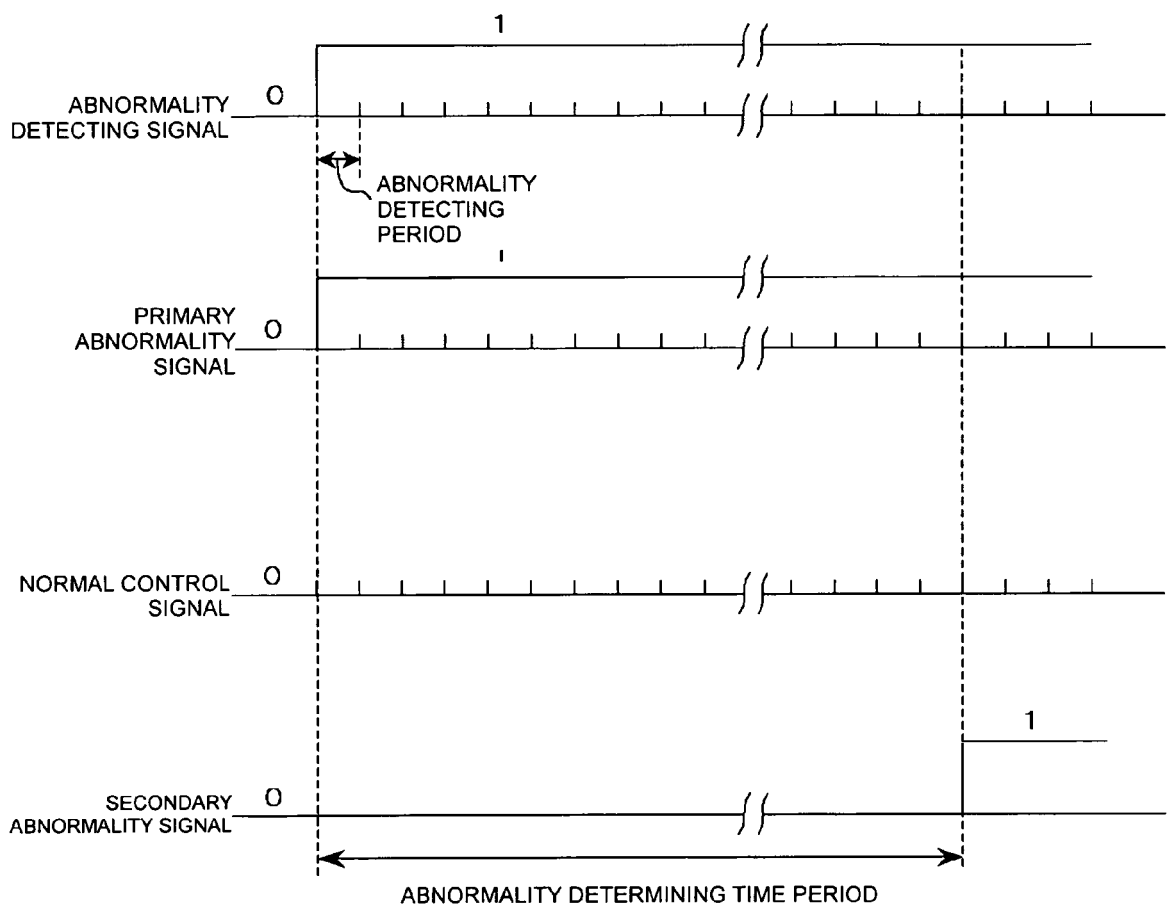 1
0
ABNORMALITY
DETECTING SIGNAL
ABNORMALITY
DETECTING
PERIOD
1
0
PRIMARY
ABNORMALITY
SIGNAL
0
NORMAL CONTROL
SIGNAL
1
0
SECONDARY
ABNORMALITY SIGNAL
ABNORMALITY DETERMINING TIME PERIOD